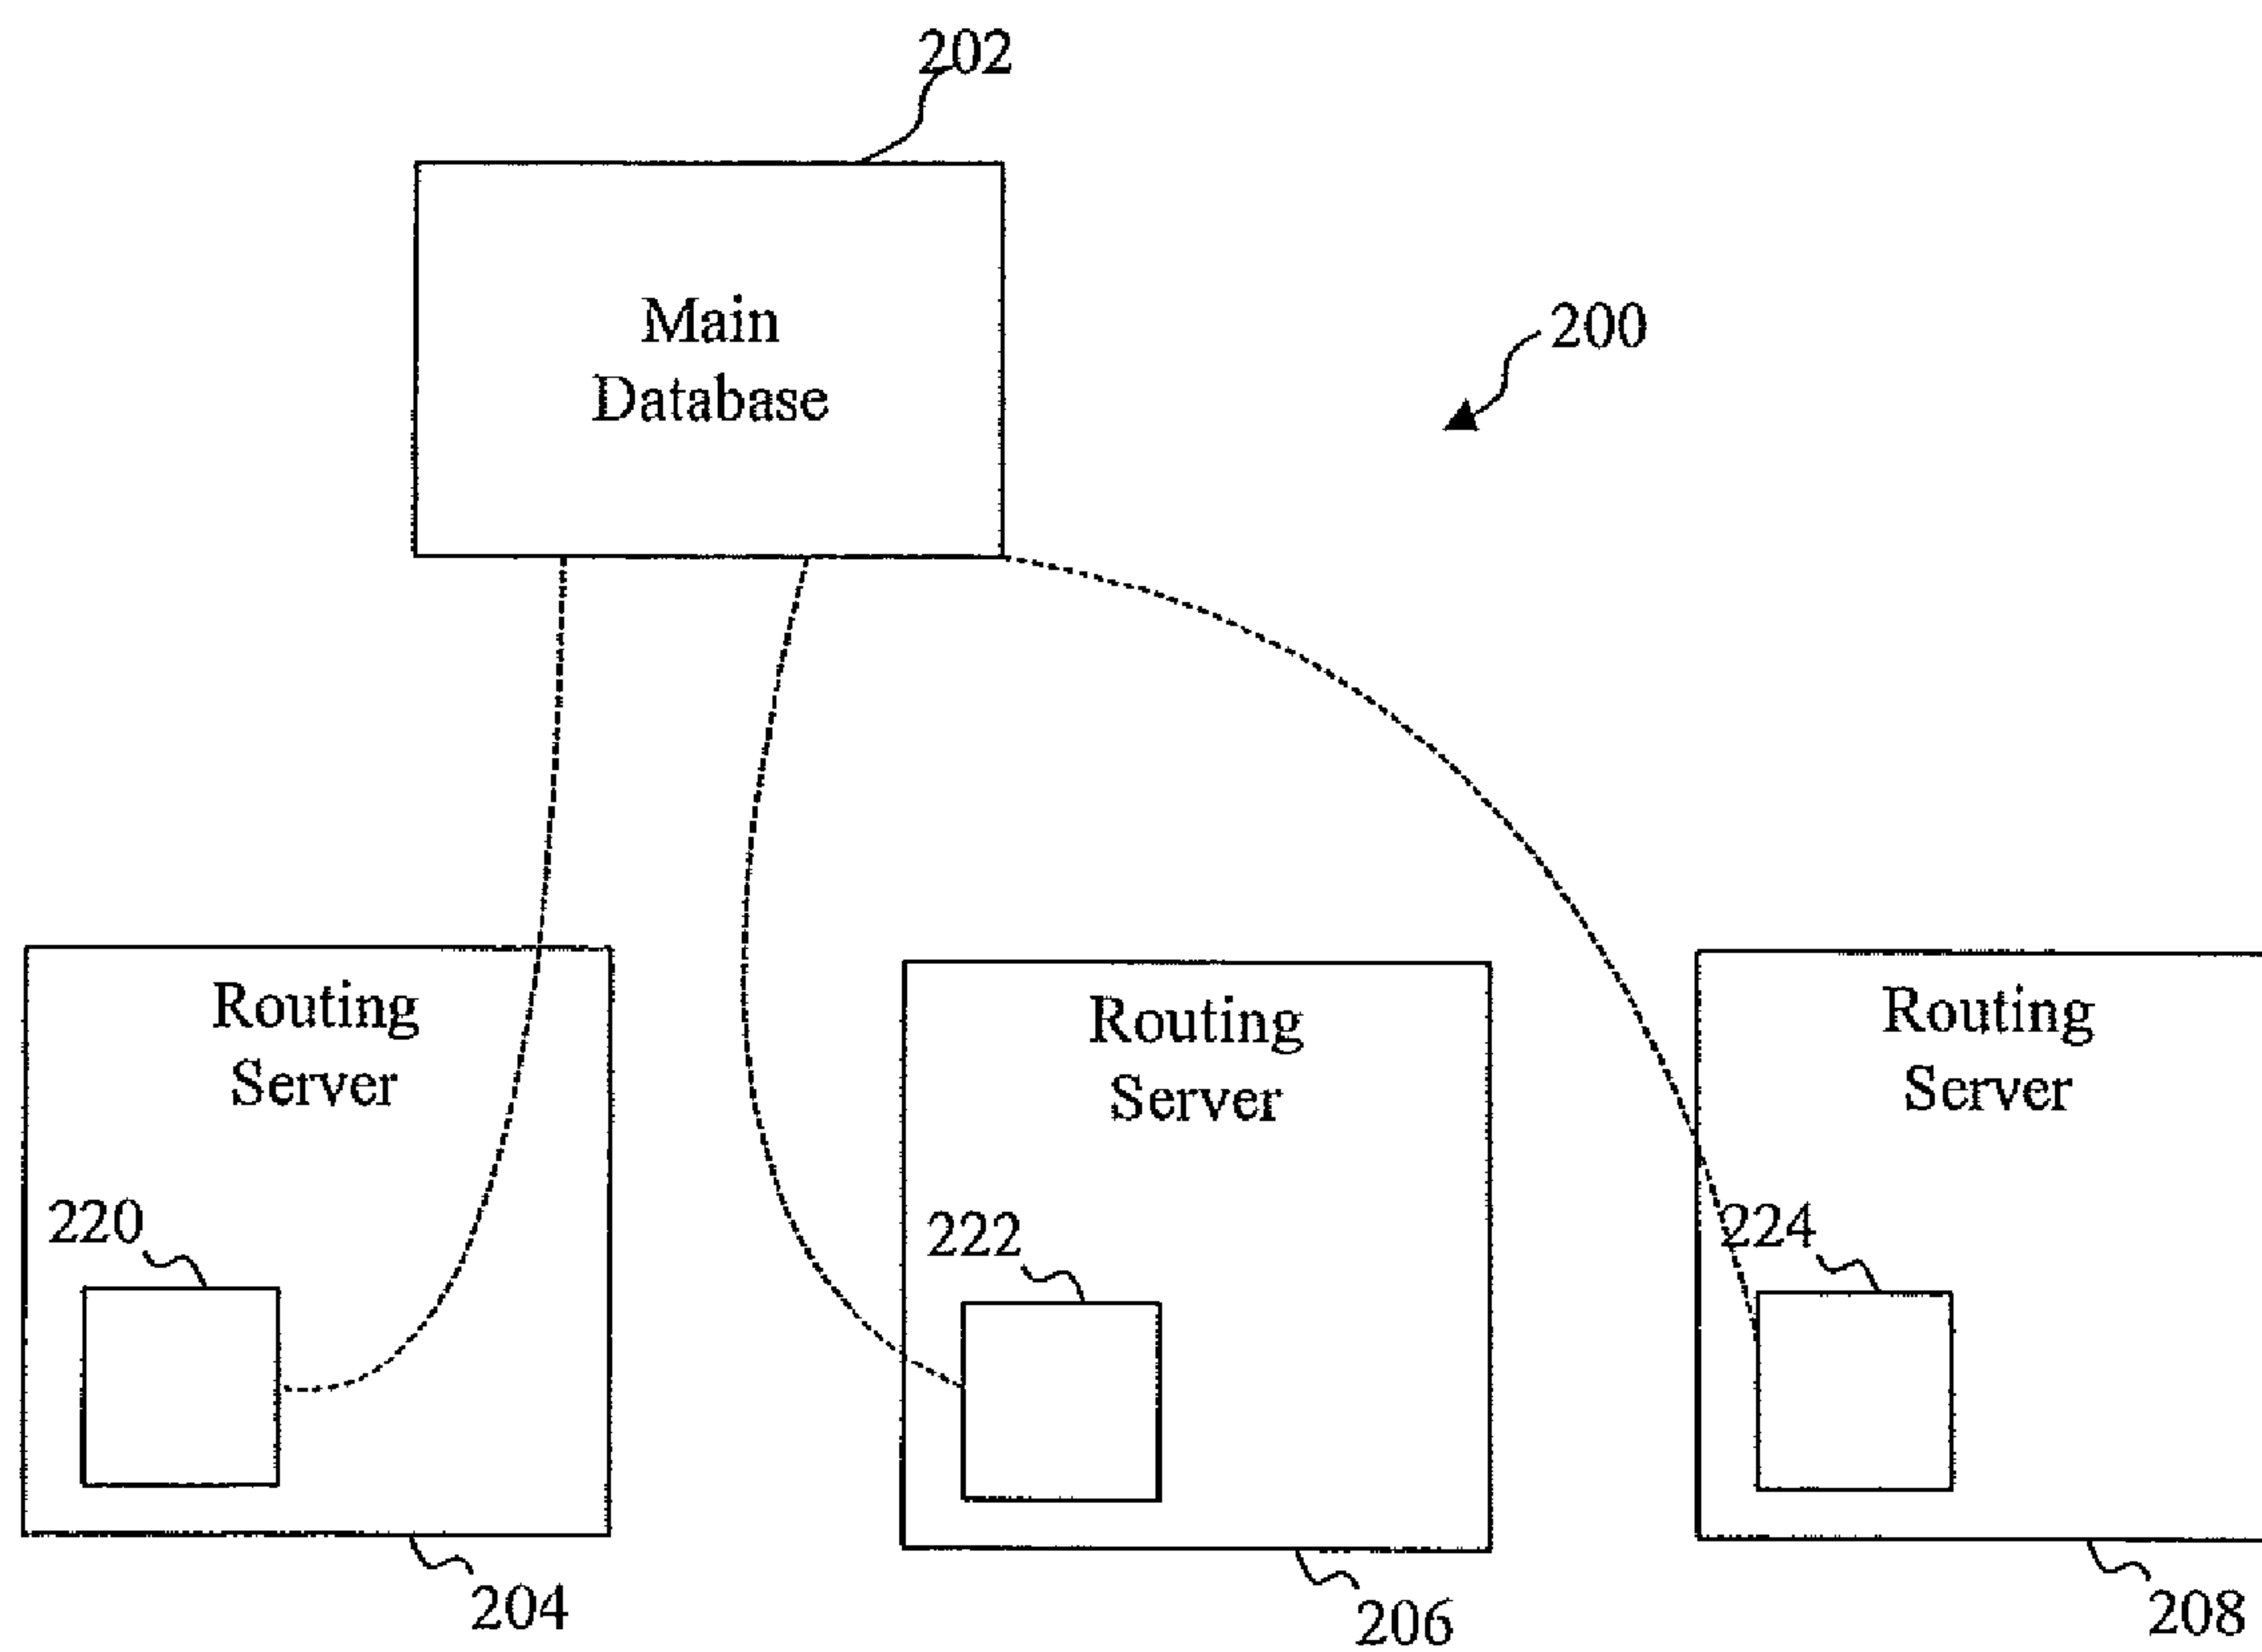 202
Main
Database
200
Routing
Server
Routing
Server
Routing
Server
220
222
224
204
206
208